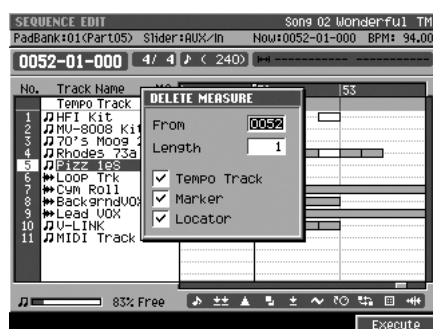 SEQUENCE EDIT Song 02 Wonderful TM
PadBank:01(Part05) Slider:AUX/In Now:0052-01-000 BPM: 94.00
0052-01-000 4/ 4 ♪ ( 240)
No. Track Name 53
Tempo Track
1 HFI Kit
2 MV-8008 Kit
3 70's Moog
4 Rhodes 73a
5 Pizz 1eS
6 Loop Trk
7 Cym Roll
8 BackgrndVO
9 Lead VOX
10 V-LINK
11 MIDI Track
DELETE MEASURE
From 0052
Length 1
Tempo Track
Marker
Locator
83% Free
Execute